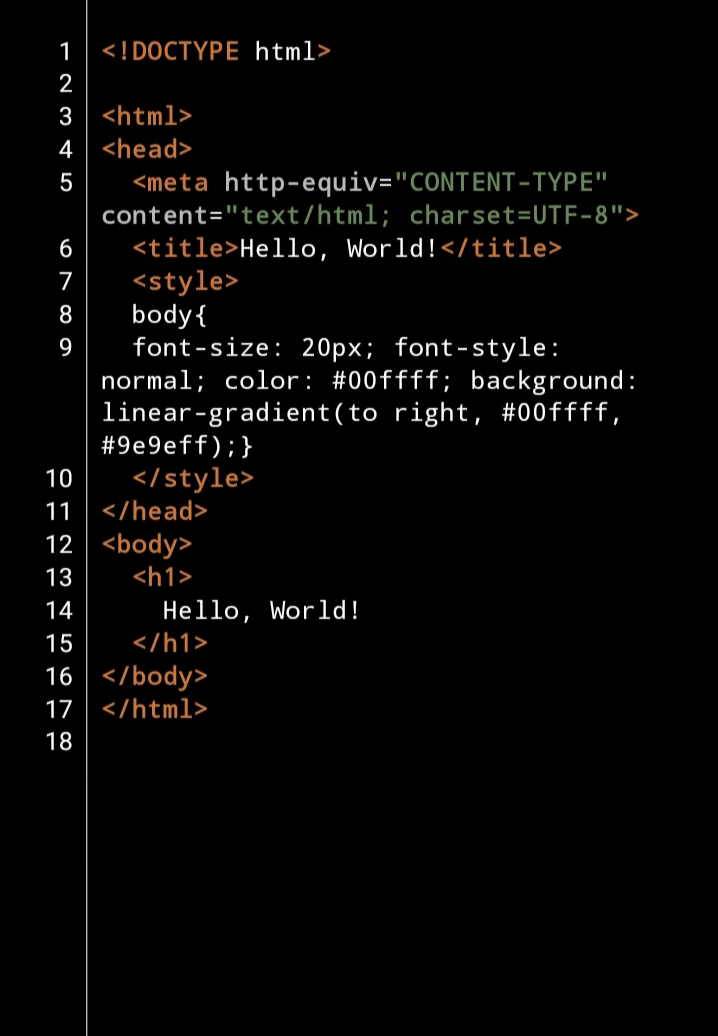 1 <!DOCTYPE html>
2
3 <html>
4 <head>
5   <meta http-equiv="CONTENT-TYPE"
content="text/html; charset=UTF-8">
6   <title>Hello, World!</title>
7   <style>
8   body{
9   font-size: 20px; font-style:
normal; color: #00ffff; background:
linear-gradient(to right, #00ffff,
#9e9eff);}
10   </style>
11 </head>
12 <body>
13   <h1>
14     Hello, World!
15   </h1>
16 </body>
17 </html>
18